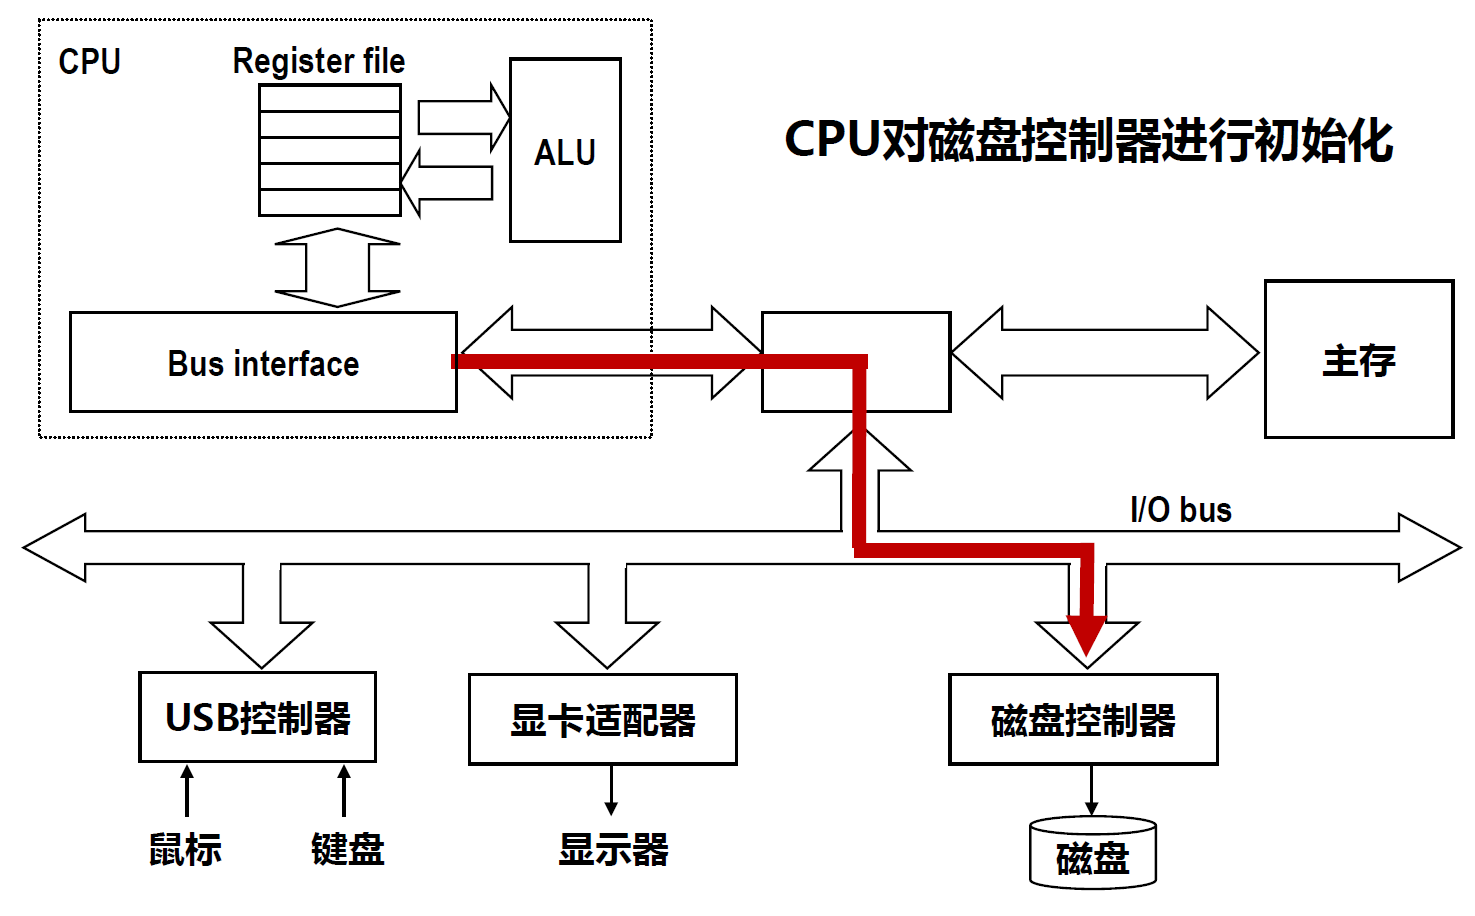 CPU
Register file
ALU
CPU对磁盘控制器进行初始化
Bus interface
主存
I/O bus
USB控制器
显卡适配器
磁盘控制器
鼠标
键盘
显示器
磁盘